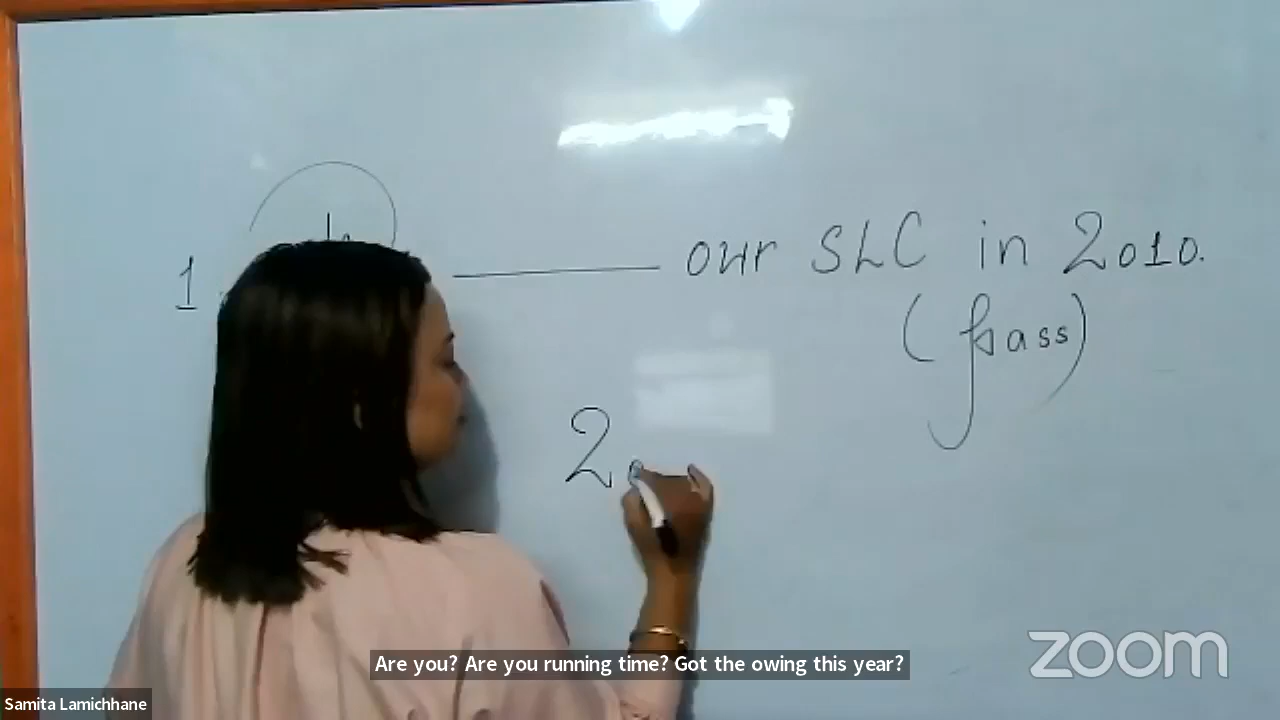 1. ________ our SLC in 2010.
(pass)
2.
Are you? Are you running time? Got the owing this year?
zoom
Samita Lamichhane